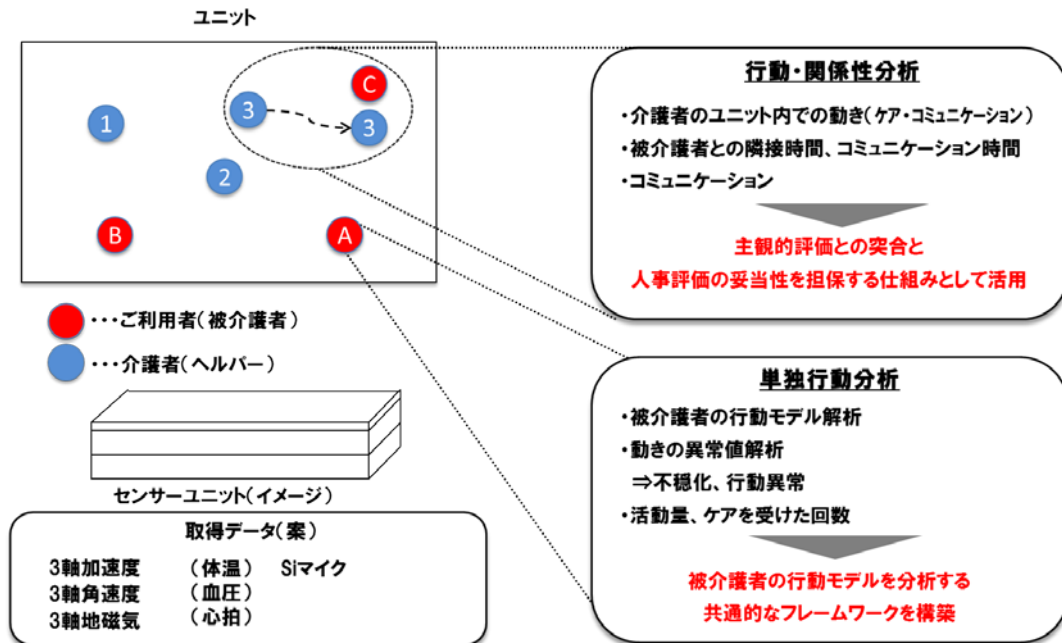 ユニット
C
3
3
1
2
B
A
・・・ご利用者(被介護者)
・・・介護者(ヘルパー)
センサーユニット(イメージ)
取得データ(案)
3軸加速度 (体温) Siマイク
3軸角速度 (血圧)
3軸地磁気 (心拍)
行動・関係性分析
・介護者のユニット内での動き(ケア・コミュニケーション)
・被介護者との隣接時間、コミュニケーション時間
・コミュニケーション
主観的評価との突合と
人事評価の妥当性を担保する仕組みとして活用
単独行動分析
・被介護者の行動モデル解析
・動きの異常値解析
⇒不穏化、行動異常
・活動量、ケアを受けた回数
被介護者の行動モデルを分析する
共通的なフレームワークを構築